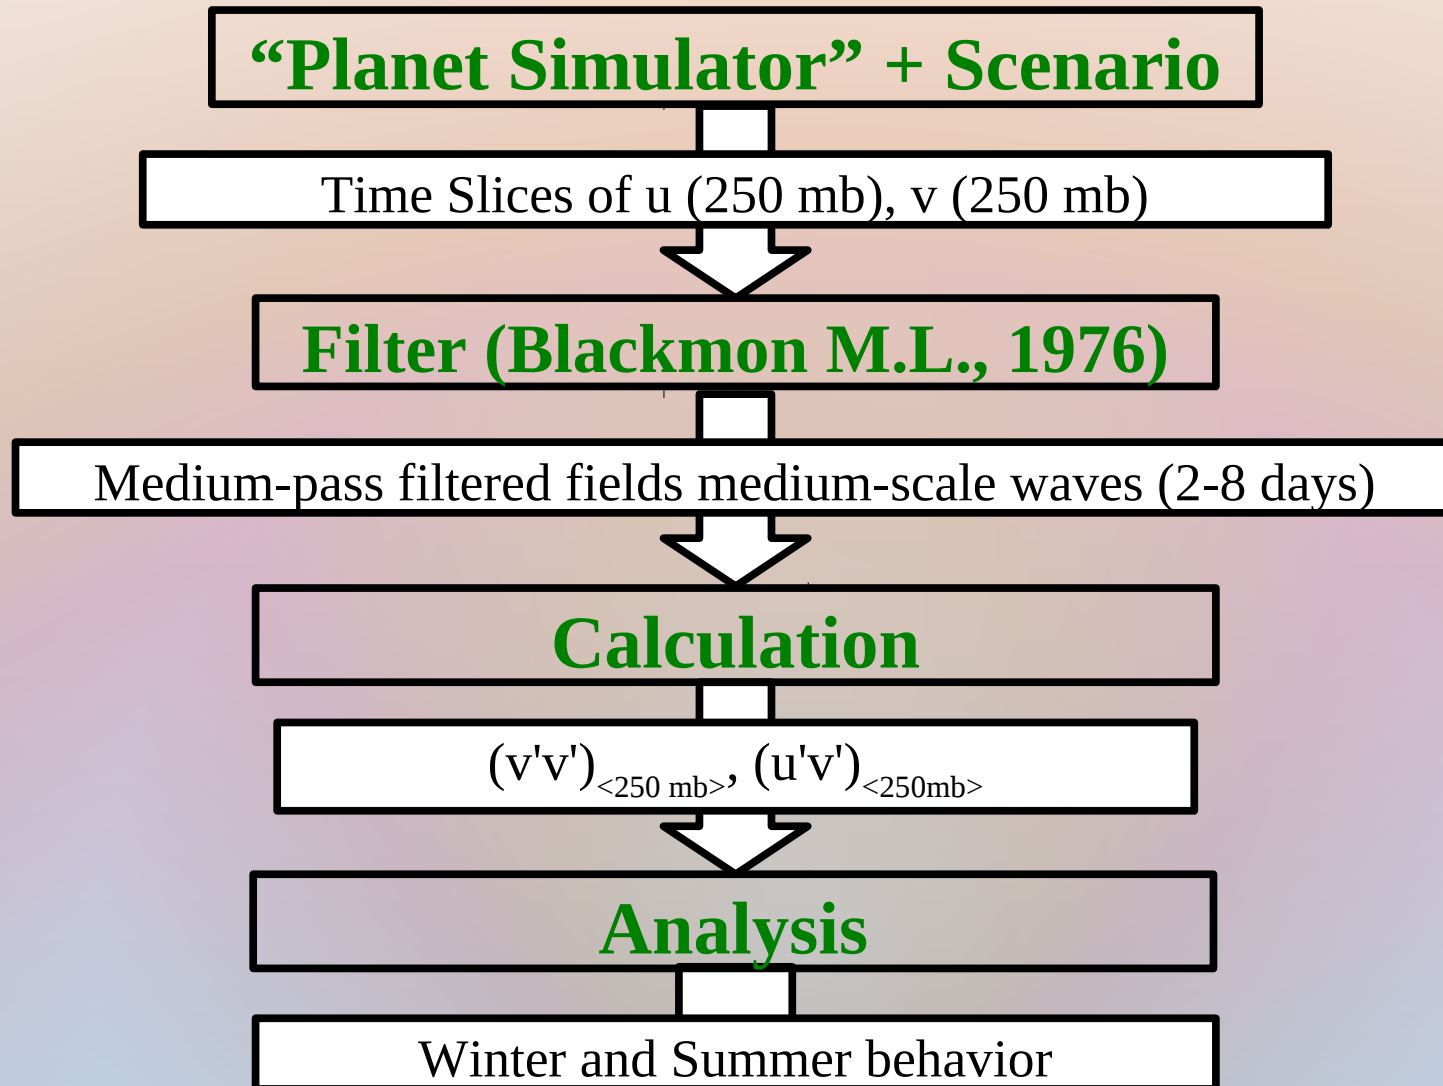 “Planet Simulator” + Scenario
Time Slices of u (250 mb), v (250 mb)
Filter (Blackmon M.L., 1976)
Medium-pass filtered fields medium-scale waves (2-8 days)
Calculation
(v'v')<250 mb>, (u'v')<250mb>
Analysis
Winter and Summer behavior